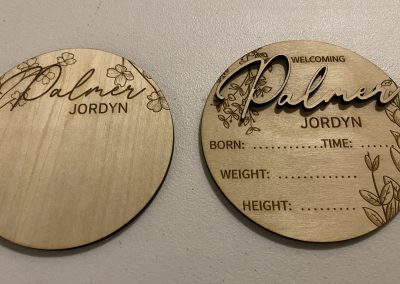 Palmer
JORDYN
WELCOMING
Palmer
JORDYN
BORN: .............. TIME: ......
WEIGHT: ......................
HEIGHT: ..................